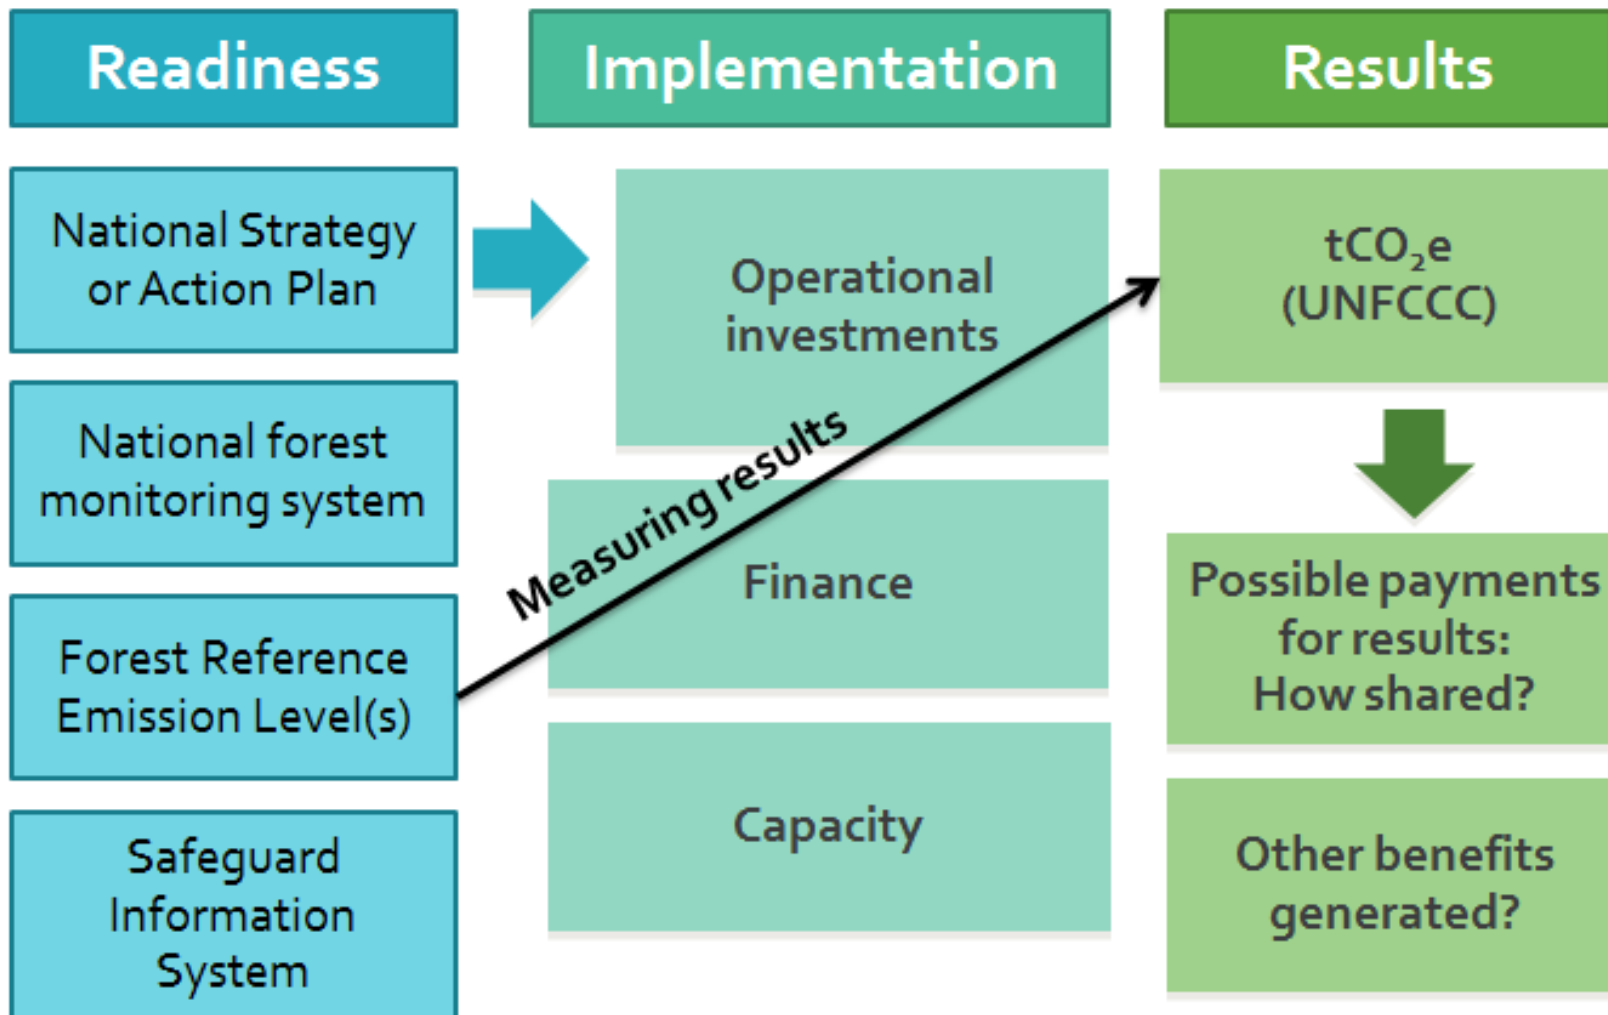 Readiness
Implementation
Results
National Strategy
or Action Plan
National forest
monitoring system
Forest Reference
Emission Level(s)
Safeguard
Information
System
Operational
investments
Finance
Capacity
Measuring results
tCO₂e
(UNFCCC)
Possible payments
for results:
How shared?
Other benefits
generated?